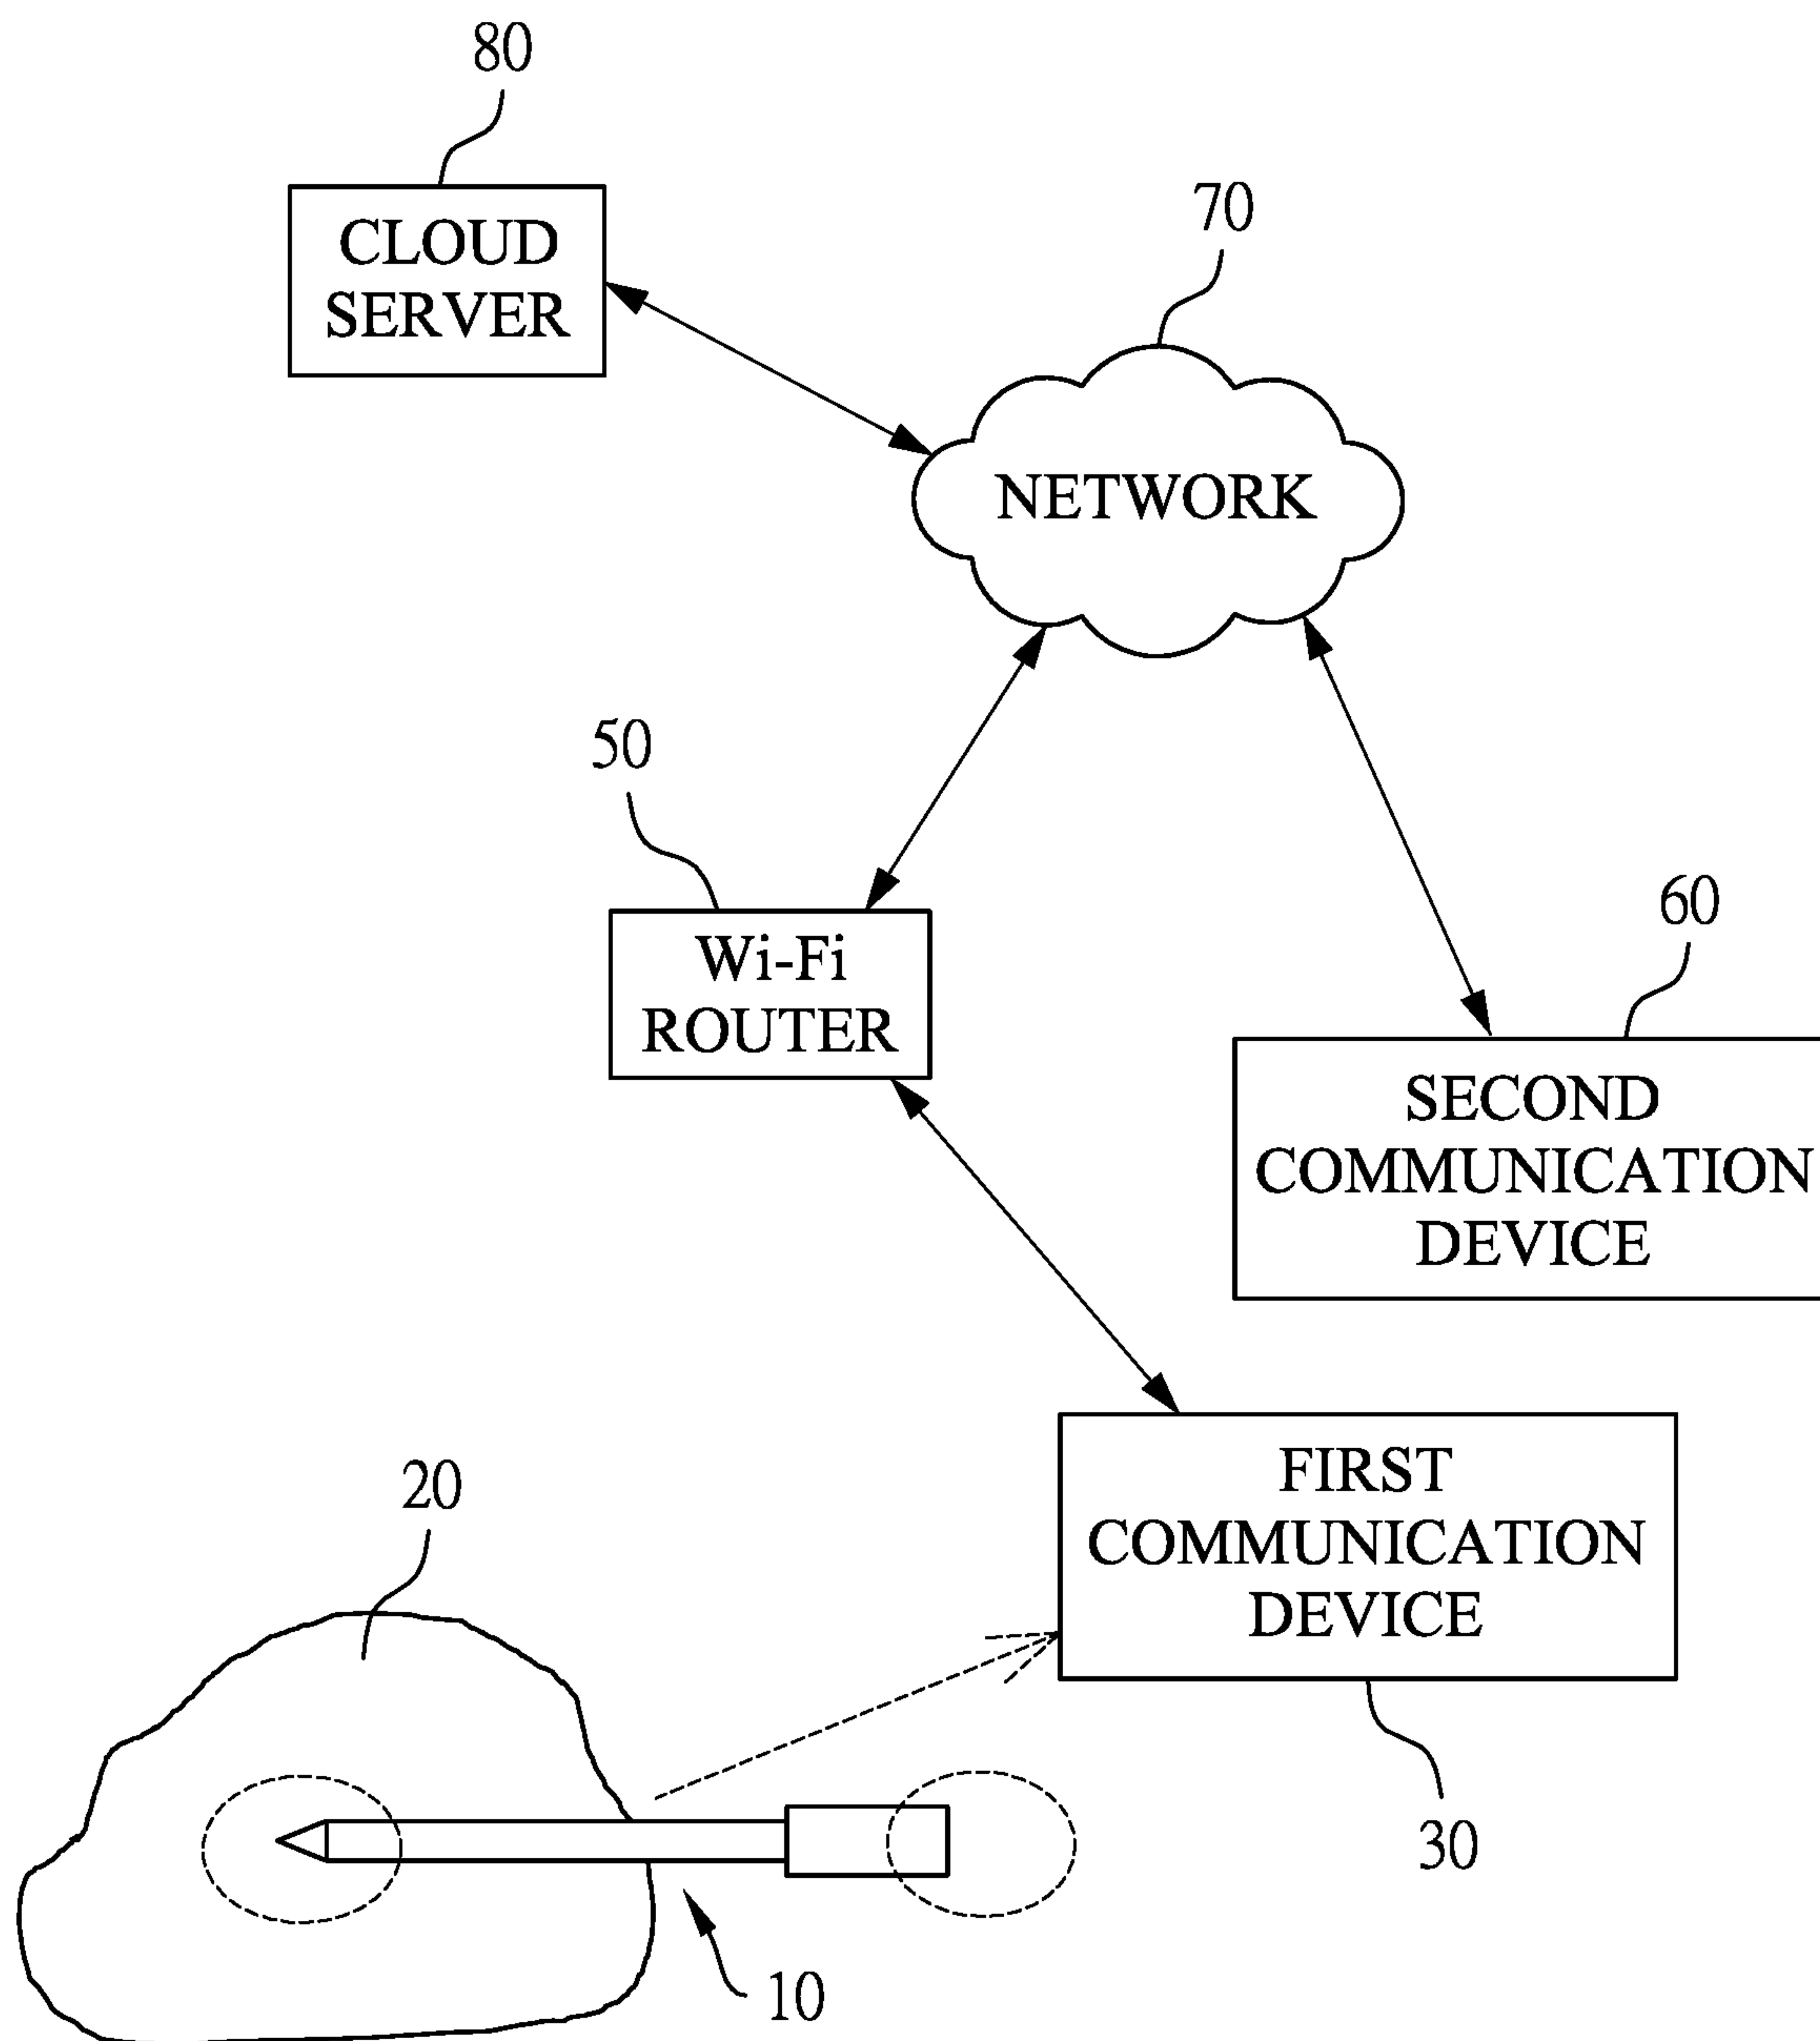 80
CLOUD
SERVER
70
NETWORK
50
Wi-Fi
ROUTER
60
SECOND
COMMUNICATION
DEVICE
FIRST
COMMUNICATION
DEVICE
20
30
10